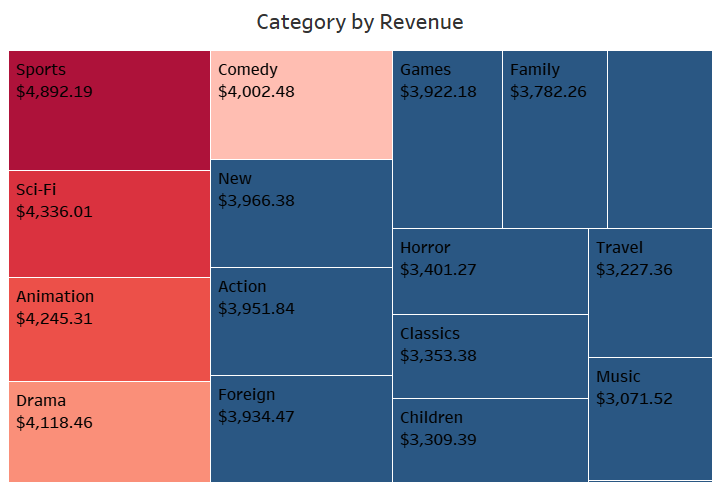 Category by Revenue
Sports
$4,892.19
Sci-Fi
$4,336.01
Animation
$4,245.31
Drama
$4,118.46
Comedy
$4,002.48
New
$3,966.38
Action
$3,951.84
Foreign
$3,934.47
Games
$3,922.18
Family
$3,782.26
Horror
$3,401.27
Classics
$3,353.38
Children
$3,309.39
Travel
$3,227.36
Music
$3,071.52